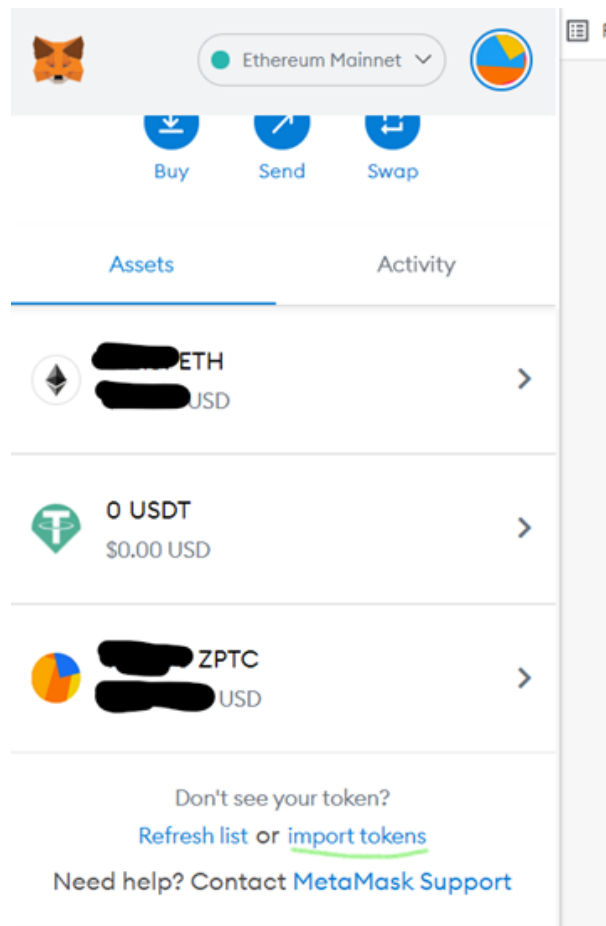 Ethereum Mainnet
Buy Send Swap
Assets Activity
ETH
USD
0 USDT
$0.00 USD
ZPTC
USD
Don't see your token?
Refresh list or import tokens
Need help? Contact MetaMask Support